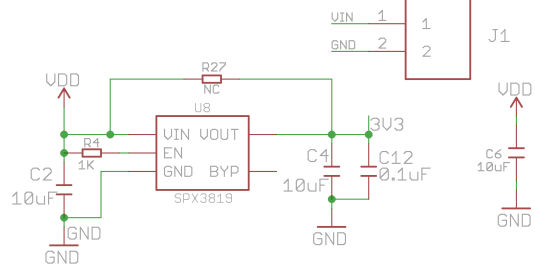 VIN 1 1
GND 2 2
J1
R27
NC
VDD
U8
VDD
VIN VOUT
3V3
R4
1K
EN
C4
C12
C6
C2
GND BYP
10uF
0.1uF
10uF
10uF
SPX3819
GND
GND
GND
GND